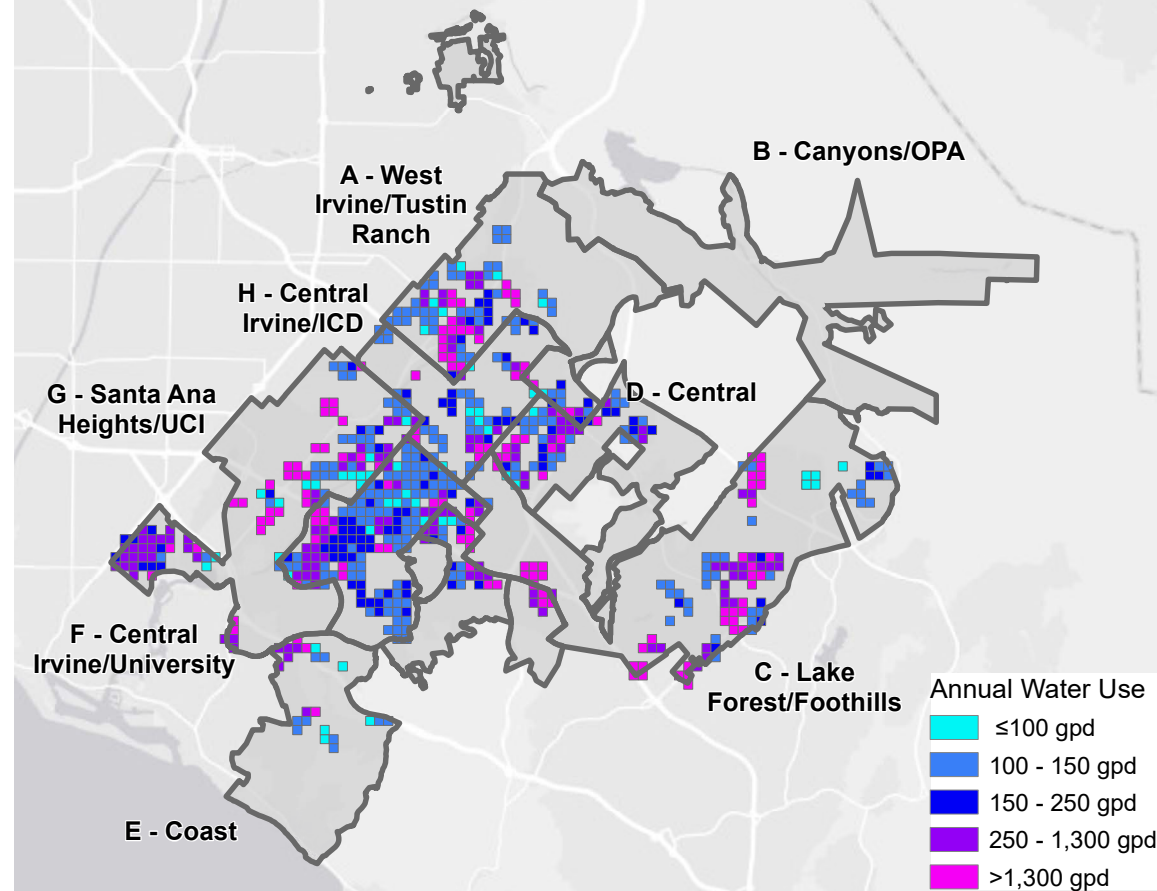 B - Canyons/OPA
A - West
Irvine/Tustin
Ranch
H - Central
Irvine/ICD
G - Santa Ana
Heights/UCI
D - Central
F - Central
Irvine/University
C - Lake
Forest/Foothills
E - Coast
Annual Water Use
≤100 gpd
100 - 150 gpd
150 - 250 gpd
250 - 1,300 gpd
>1,300 gpd